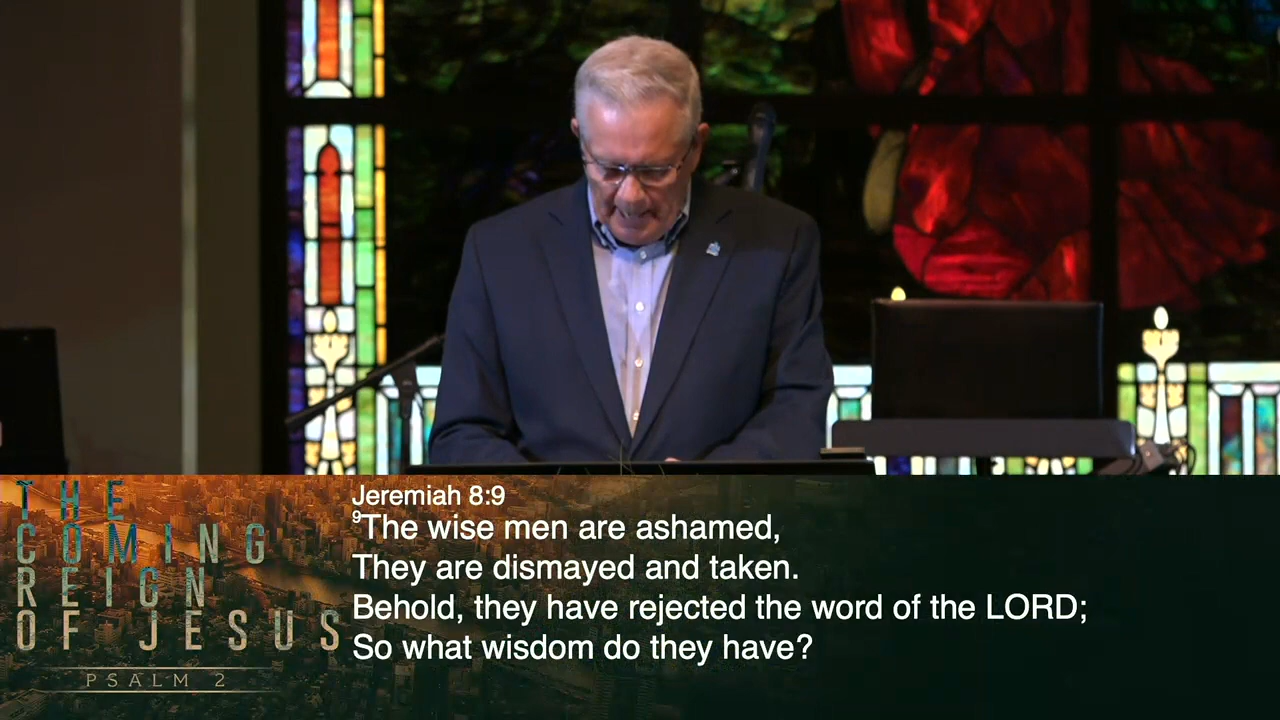 THE
COMING
REIGN
OF JESUS
PSALM 2
Jeremiah 8:9
⁹The wise men are ashamed,
They are dismayed and taken.
Behold, they have rejected the word of the LORD;
So what wisdom do they have?